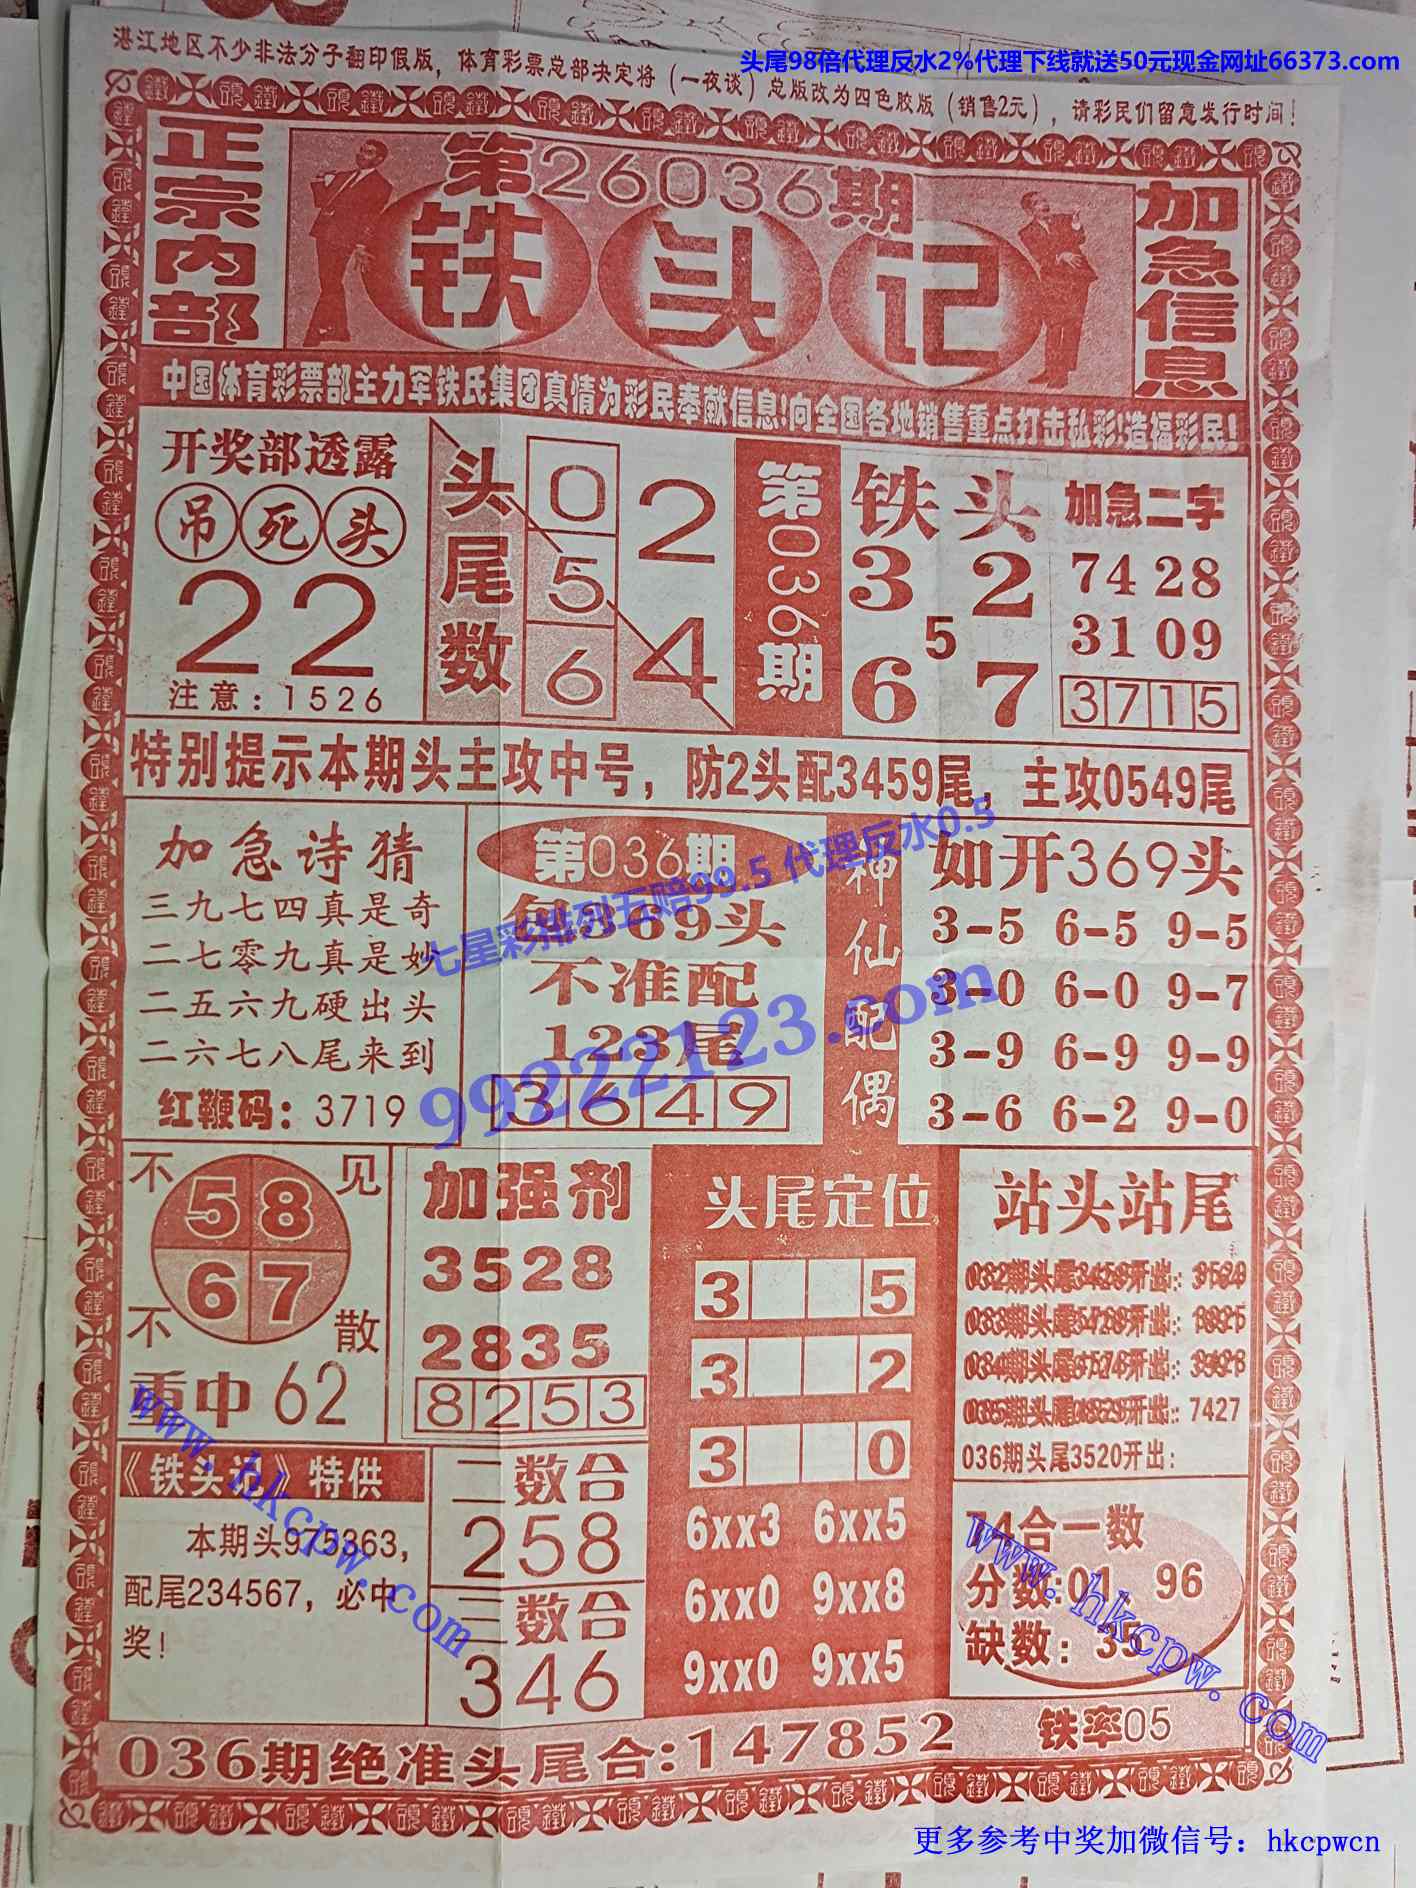 头尾98倍代理反水2%代理下线就送50元现金网址66373.com
湛江地区不少非法分子翻印假版，体育彩票总部决定将（一夜谈）总版改为四色胶版（销售2元），请彩民们留意发行时间！
正宗内部
第26036期
铁头记
加急信息
中国体育彩票部主力军铁氏集团真情为彩民奉献信息！向全国各地销售重点打击私彩！造福彩民！
开奖部透露
吊死头
22
注意：1526
头尾数
0 2
5
6 4
第036期
铁头
3 2
5
6 7
加急二字
74 28
31 09
3715
特别提示本期头主攻中号，防2头配3459尾，主攻0549尾
加急诗猜
三九七四真是奇
二七零九真是妙
二五六九硬出头
二六七八尾来到
红鞭码：3719
第036期
包369头
不准配
123尾
3649
神仙配偶
如开369头
3-5 6-5 9-5
3-0 6-0 9-7
3-9 6-9 9-9
3-6 6-2 9-0
七星彩排列五赔99.5 代理反水0.5
99222123.com
不 见
58
67
不 散
重中62
加强剂
3528
2835
8253
头尾定位
3 5
3 2
3 0
6xx3 6xx5
6xx0 9xx8
9xx0 9xx5
站头站尾
开出：7427
036期头尾3520开出：
《铁头记》特供
本期头975363，
配尾234567，必中
奖！
二数合
258
三数合
346
14合一数
分数：01，96
缺数：35
036期绝准头尾合：147852
铁率05
www.hkcpw.com
www.hkcpw.com
更多参考中奖加微信号：hkcpwcn